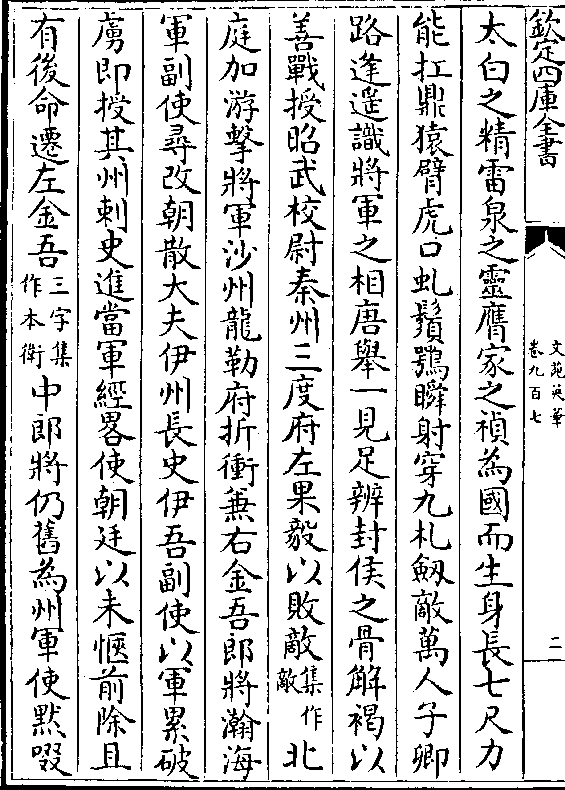 欽定四庫全書
文苑英華
卷九百七
二
太白之精雷泉之靈膺家之禎為國而生身長七尺力
能扛鼎猿臂虎口虬鬚鶚瞬射穿九札劔敵萬人子卿
路逢遥識將軍之相唐舉一見足辨封侯之骨解褐以
善戰授昭武校尉秦州三度府左果毅以敗敵集作敵北
庭加游擊將軍沙州龍勒府折衝兼右金吾郎將瀚海
軍副使尋改朝散大夫伊州長史伊吾副使以軍累破
虜即授其州刺史進當軍經畧使朝廷以未愜前除且
有後命遷左金吾三字集作本衛中郎將仍舊為州軍使默啜